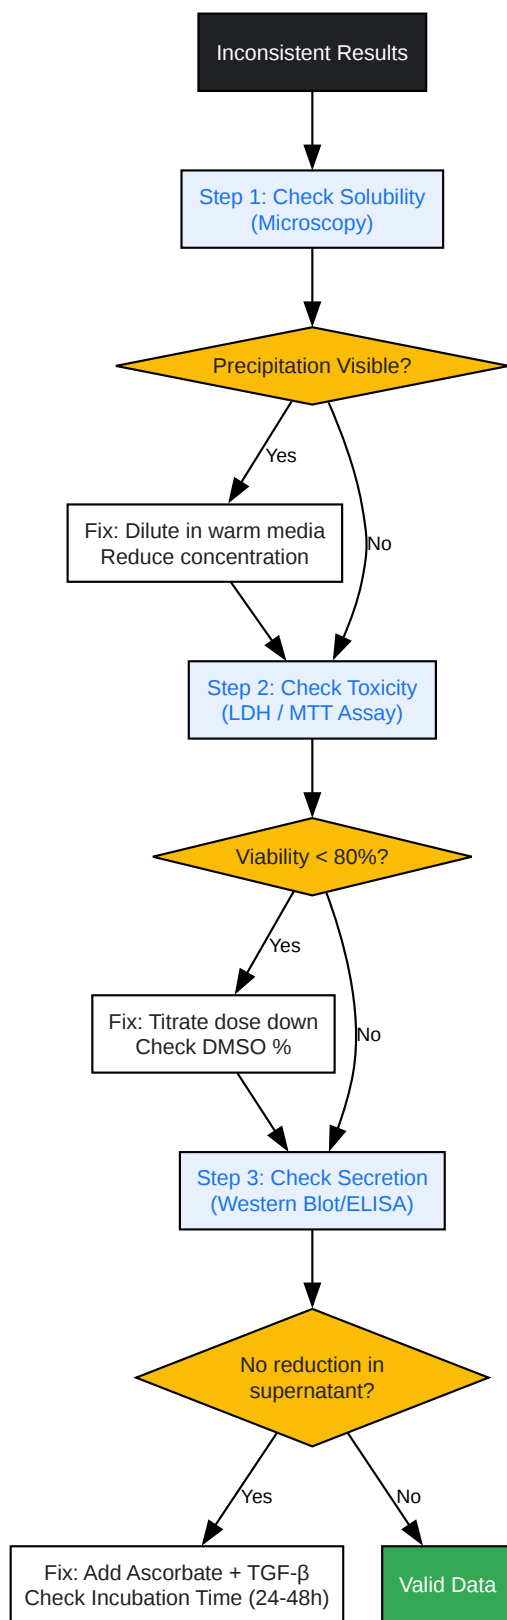 Inconsistent Results
Step 1: Check Solubility
(Microscopy)
Precipitation Visible?
Yes
Fix: Dilute in warm media
Reduce concentration
No
Step 2: Check Toxicity
(LDH / MTT Assay)
Viability < 80%?
Yes
Fix: Titrate dose down
Check DMSO %
No
Step 3: Check Secretion
(Western Blot/ELISA)
No reduction in
supernatant?
Yes
No
Fix: Add Ascorbate + TGF-β
Check Incubation Time (24-48h)
Valid Data